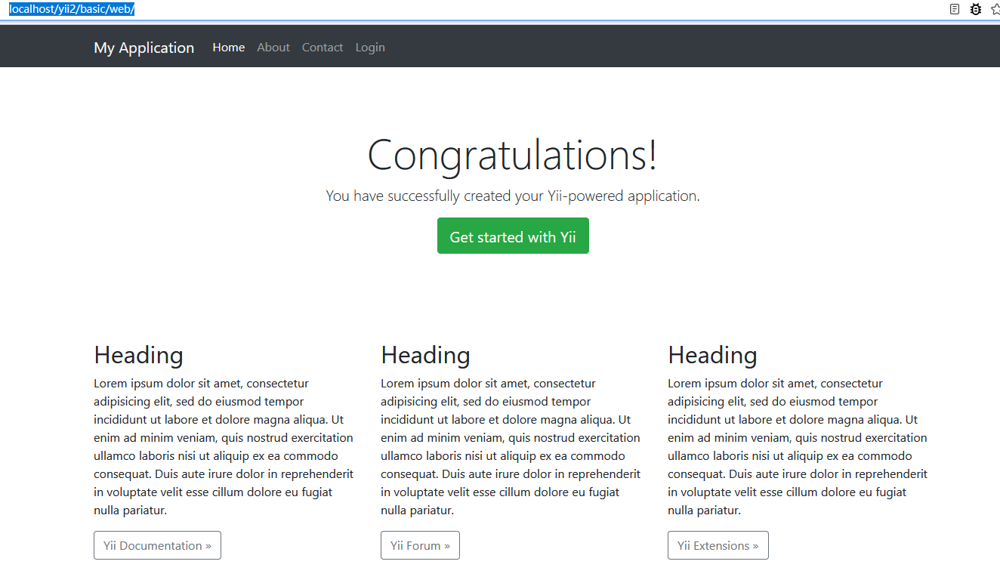 localhost/yii2/basic/web/
My Application Home About Contact Login
Congratulations!
You have successfully created your Yii-powered application.
Get started with Yii
Heading
Lorem ipsum dolor sit amet, consectetur
adipisicing elit, sed do eiusmod tempor
incididunt ut labore et dolore magna aliqua. Ut
enim ad minim veniam, quis nostrud exercitation
ullamco laboris nisi ut aliquip ex ea commodo
consequat. Duis aute irure dolor in reprehenderit
in voluptate velit esse cillum dolore eu fugiat
nulla pariatur.
Yii Documentation »
Heading
Lorem ipsum dolor sit amet, consectetur
adipisicing elit, sed do eiusmod tempor
incididunt ut labore et dolore magna aliqua. Ut
enim ad minim veniam, quis nostrud exercitation
ullamco laboris nisi ut aliquip ex ea commodo
consequat. Duis aute irure dolor in reprehenderit
in voluptate velit esse cillum dolore eu fugiat
nulla pariatur.
Yii Forum »
Heading
Lorem ipsum dolor sit amet, consectetur
adipisicing elit, sed do eiusmod tempor
incididunt ut labore et dolore magna aliqua. Ut
enim ad minim veniam, quis nostrud exercitation
ullamco laboris nisi ut aliquip ex ea commodo
consequat. Duis aute irure dolor in reprehenderit
in voluptate velit esse cillum dolore eu fugiat
nulla pariatur.
Yii Extensions »